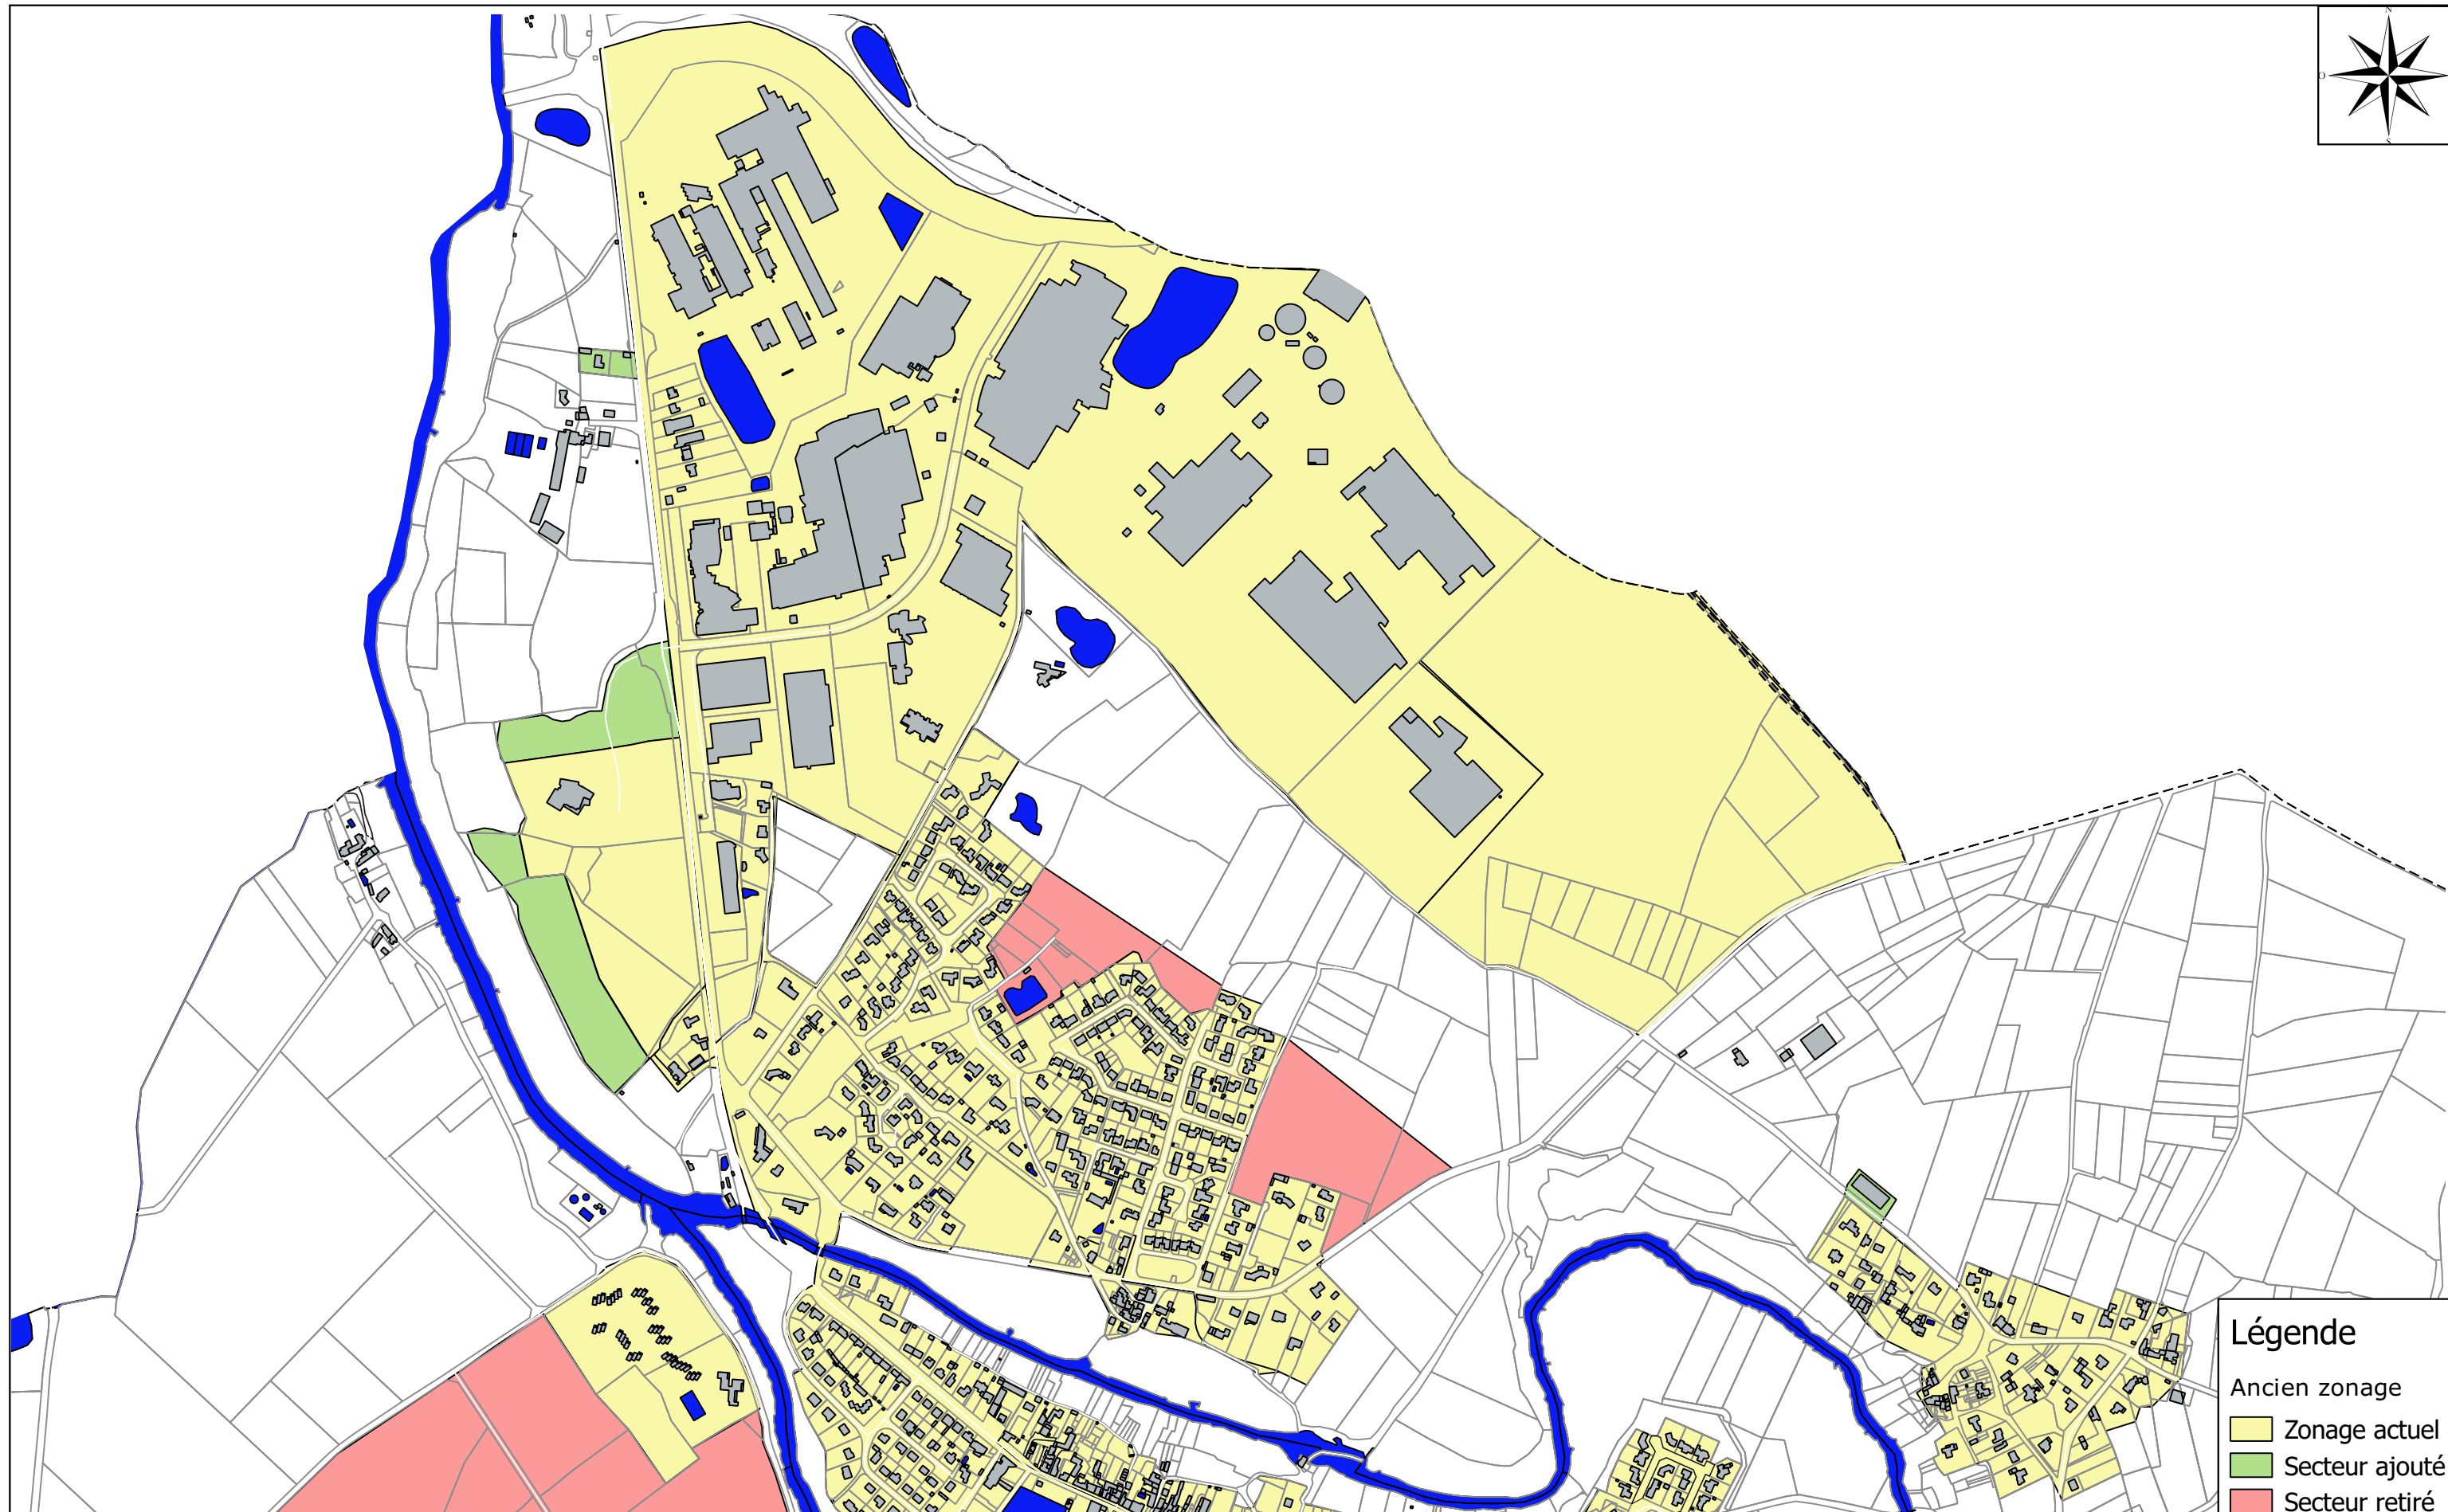 N
O
S
Légende
Ancien zonage
Zonage actuel
Secteur ajouté
Secteur retiré